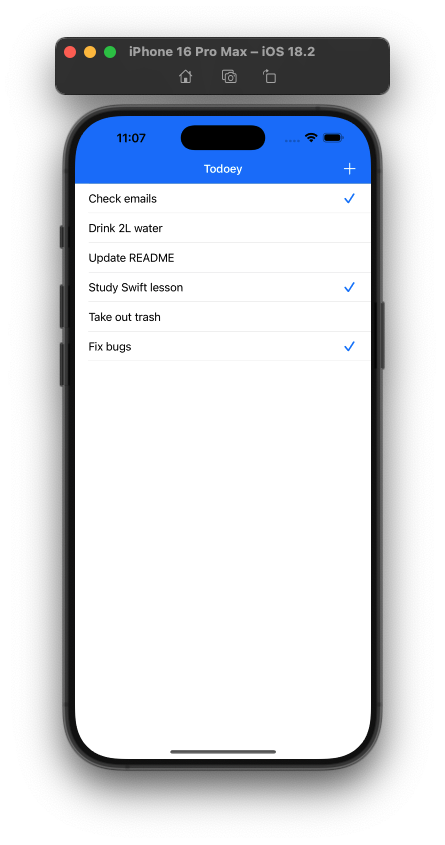 iPhone 16 Pro Max – iOS 18.2
11:07
Todoey
Check emails
Drink 2L water
Update README
Study Swift lesson
Take out trash
Fix bugs